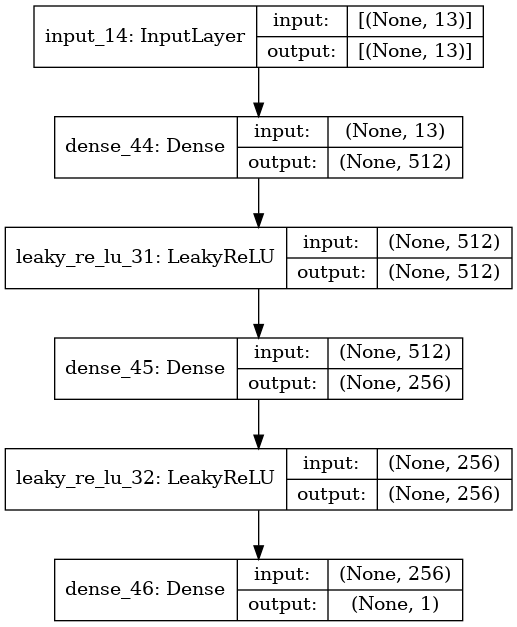 input_14: InputLayer
input:
[(None, 13)]
output:
[(None, 13)]
dense_44: Dense
input:
(None, 13)
output:
(None, 512)
leaky_re_lu_31: LeakyReLU
input:
(None, 512)
output:
(None, 512)
dense_45: Dense
input:
(None, 512)
output:
(None, 256)
leaky_re_lu_32: LeakyReLU
input:
(None, 256)
output:
(None, 256)
dense_46: Dense
input:
(None, 256)
output:
(None, 1)